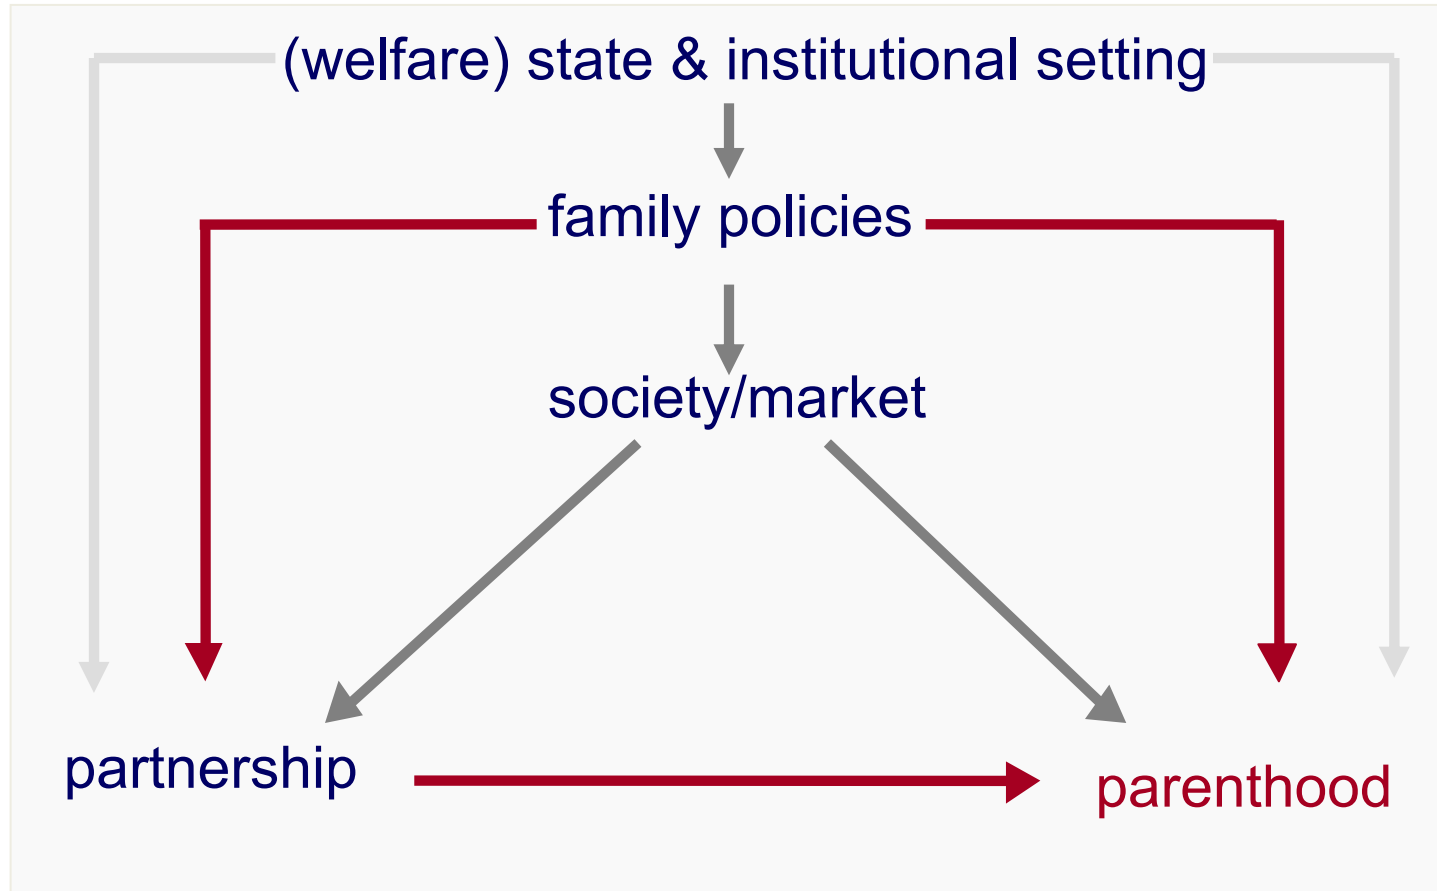 (welfare) state & institutional setting
family policies
society/market
partnership
parenthood